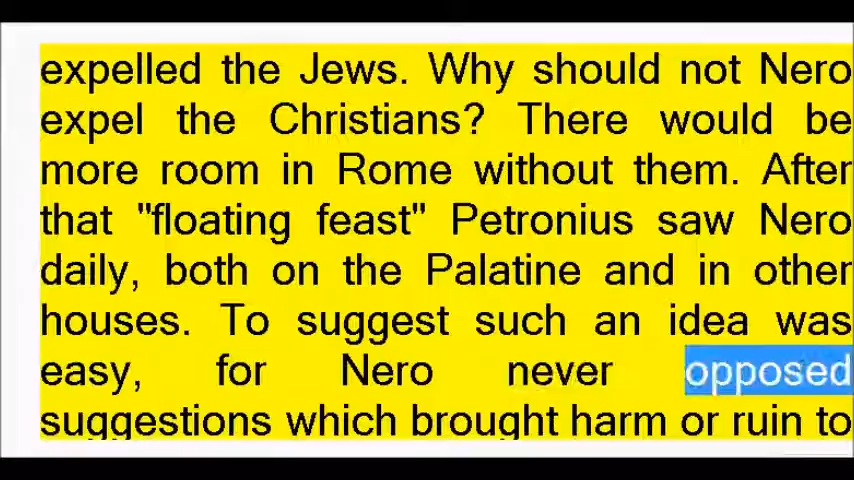 expelled the Jews. Why should not Nero
expel the Christians? There would be
more room in Rome without them. After
that "floating feast" Petronius saw Nero
daily, both on the Palatine and in other
houses. To suggest such an idea was
easy, for Nero never opposed
suggestions which brought harm or ruin to